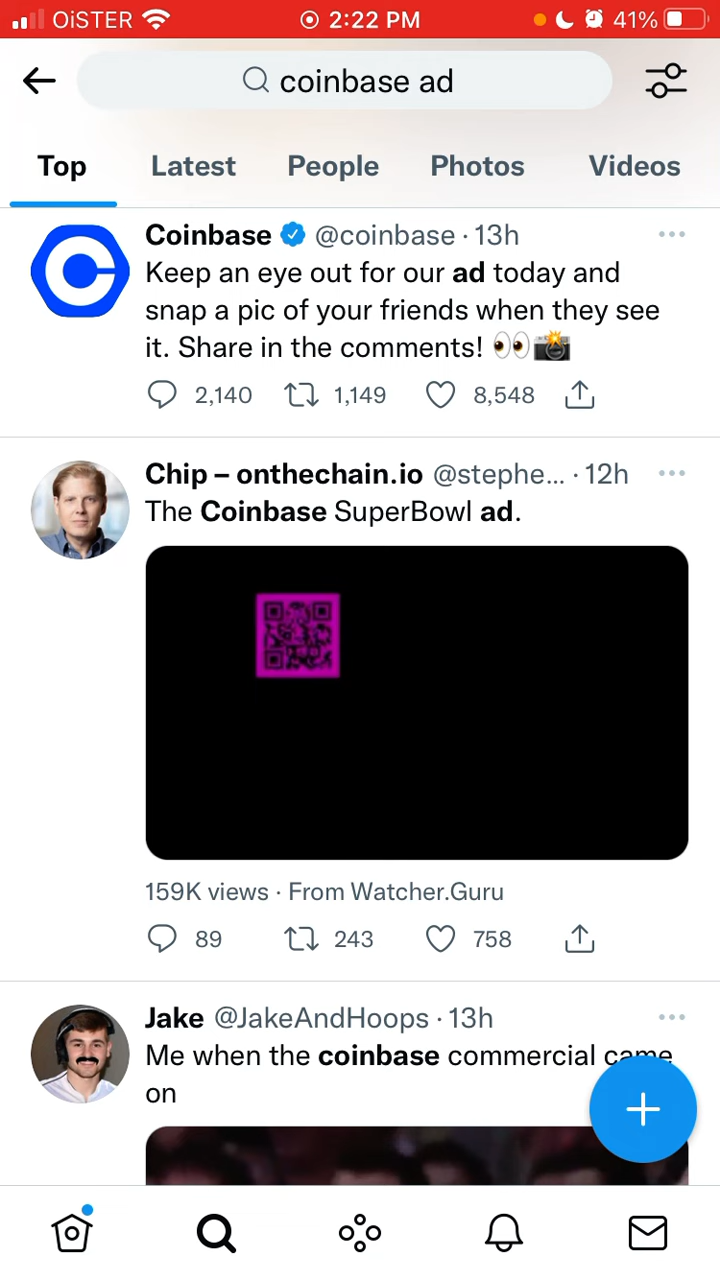 OiSTER 2:22 PM 41%
coinbase ad
Top Latest People Photos Videos
Coinbase @coinbase · 13h
Keep an eye out for our ad today and
snap a pic of your friends when they see
it. Share in the comments! 👀📸
2,140 1,149 8,548
Chip – onthechain.io @stephe... · 12h
The Coinbase SuperBowl ad.
159K views · From Watcher.Guru
89 243 758
Jake @JakeAndHoops · 13h
Me when the coinbase commercial came
on